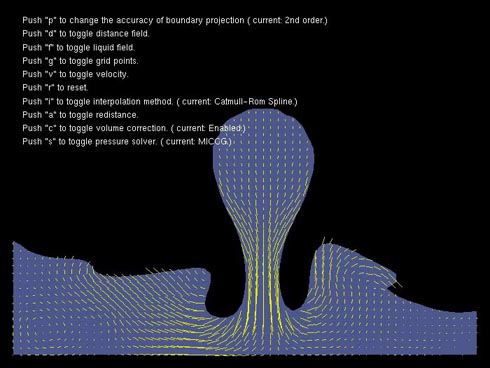 Push "p" to change the accuracy of boundary projection ( current: 2nd order.)
Push "d" to toggle distance field.
Push "f" to toggle liquid field.
Push "g" to toggle grid points.
Push "v" to toggle velocity.
Push "r" to reset.
Push "i" to toggle interpolation method. ( current: Catmull-Rom Spline.)
Push "a" to toggle redistance.
Push "c" to toggle volume correction. ( current: Enabled.)
Push "s" to toggle pressure solver. ( current: MICCG.)